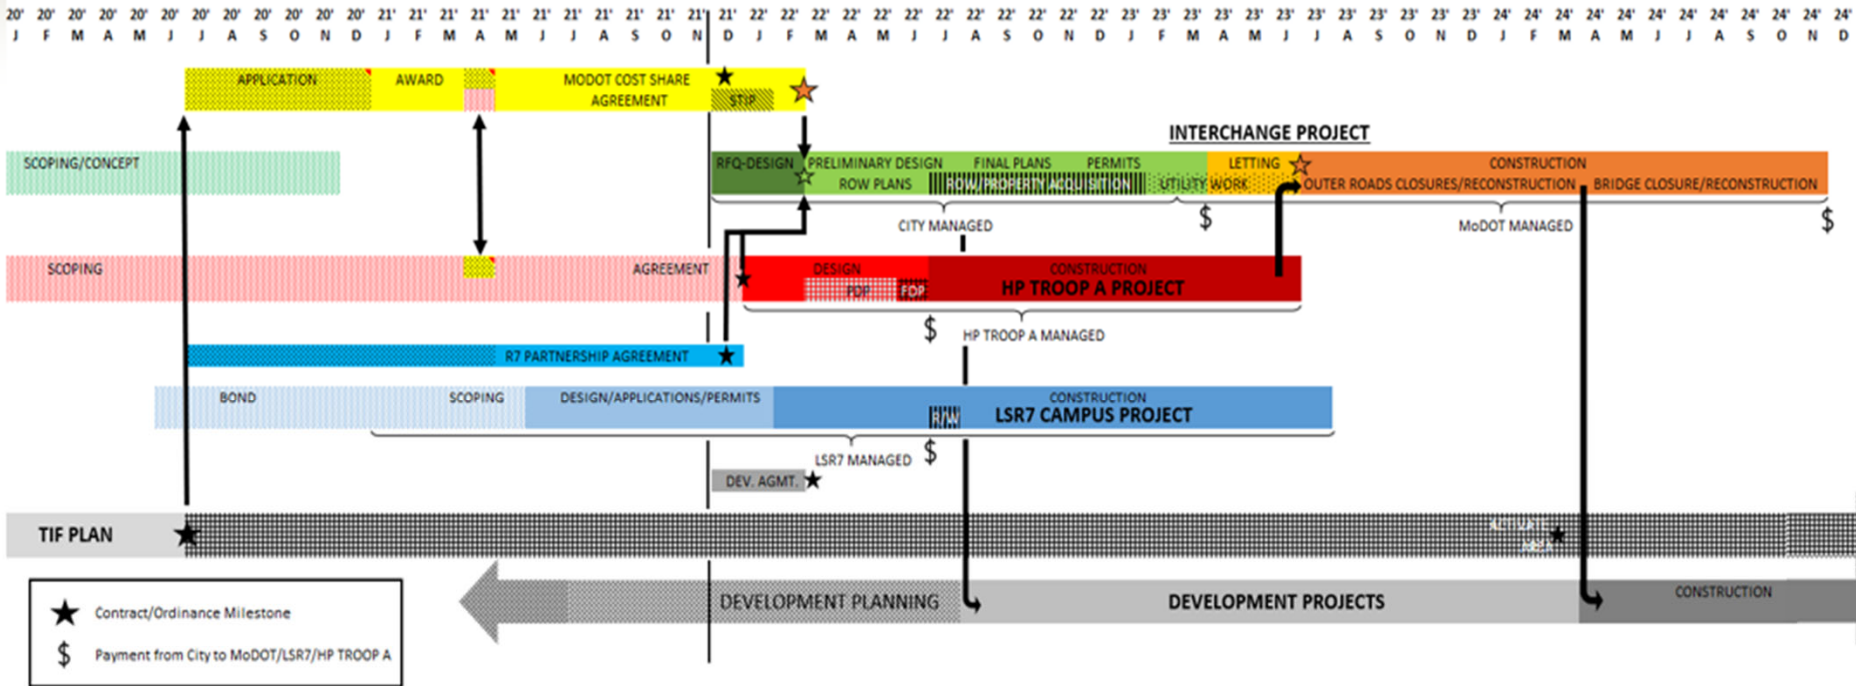 20' 20' 20' 20' 20' 20' 20' 20' 20' 20' 20' 20' 21' 21' 21' 21' 21' 21' 21' 21' 21' 21' 21' 21' 22' 22' 22' 22' 22' 22' 22' 22' 22' 22' 22' 22' 23' 23' 23' 23' 23' 23' 23' 23' 23' 23' 23' 23' 24' 24' 24' 24' 24' 24' 24' 24' 24' 24' 24' 24'
J F M A M J J A S O N D J F M A M J J A S O N D J F M A M J J A S O N D J F M A M J J A S O N D J F M A M J J A S O N D
APPLICATION AWARD MODOT COST SHARE
AGREEMENT STIP
INTERCHANGE PROJECT
SCOPING/CONCEPT RFQ-DESIGN PRELIMINARY DESIGN FINAL PLANS PERMITS LETTING CONSTRUCTION
ROW PLANS ROW/PROPERTY ACQUISITION UTILITY WORK OUTER ROADS CLOSURES/RECONSTRUCTION BRIDGE CLOSURE/RECONSTRUCTION
CITY MANAGED $ MoDOT MANAGED $
SCOPING AGREEMENT DESIGN CONSTRUCTION
PDP FDP HP TROOP A PROJECT
$ HP TROOP A MANAGED
R7 PARTNERSHIP AGREEMENT
BOND SCOPING DESIGN/APPLICATIONS/PERMITS CONSTRUCTION
R/W LSR7 CAMPUS PROJECT
LSR7 MANAGED $
DEV. AGMT.
TIF PLAN ACTIVATE
AREA
DEVELOPMENT PLANNING DEVELOPMENT PROJECTS CONSTRUCTION
Contract/Ordinance Milestone
$ Payment from City to MoDOT/LSR7/HP TROOP A